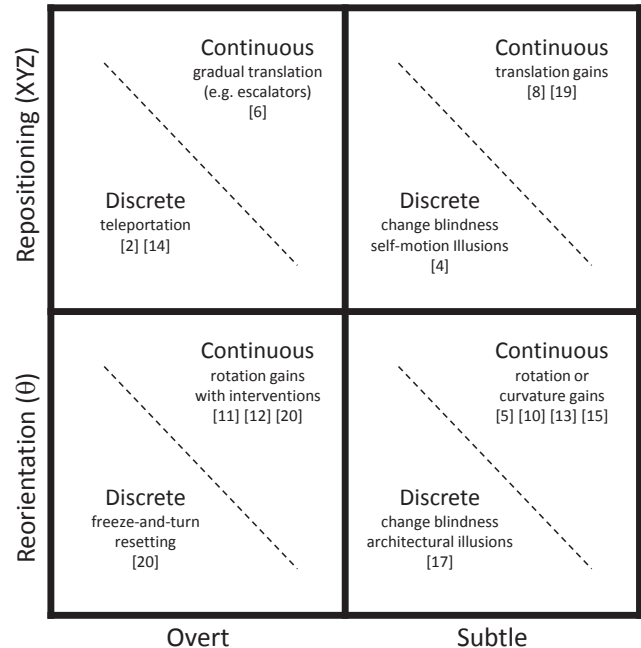 Repositioning (XYZ)
Continuous
gradual translation
(e.g. escalators)
[6]
Discrete
teleportation
[2] [14]
Continuous
translation gains
[8] [19]
Discrete
change blindness
self-motion Illusions
[4]
Reorientation (θ)
Continuous
rotation gains
with interventions
[11] [12] [20]
Discrete
freeze-and-turn
resetting
[20]
Continuous
rotation or
curvature gains
[5] [10] [13] [15]
Discrete
change blindness
architectural illusions
[17]
Overt
Subtle